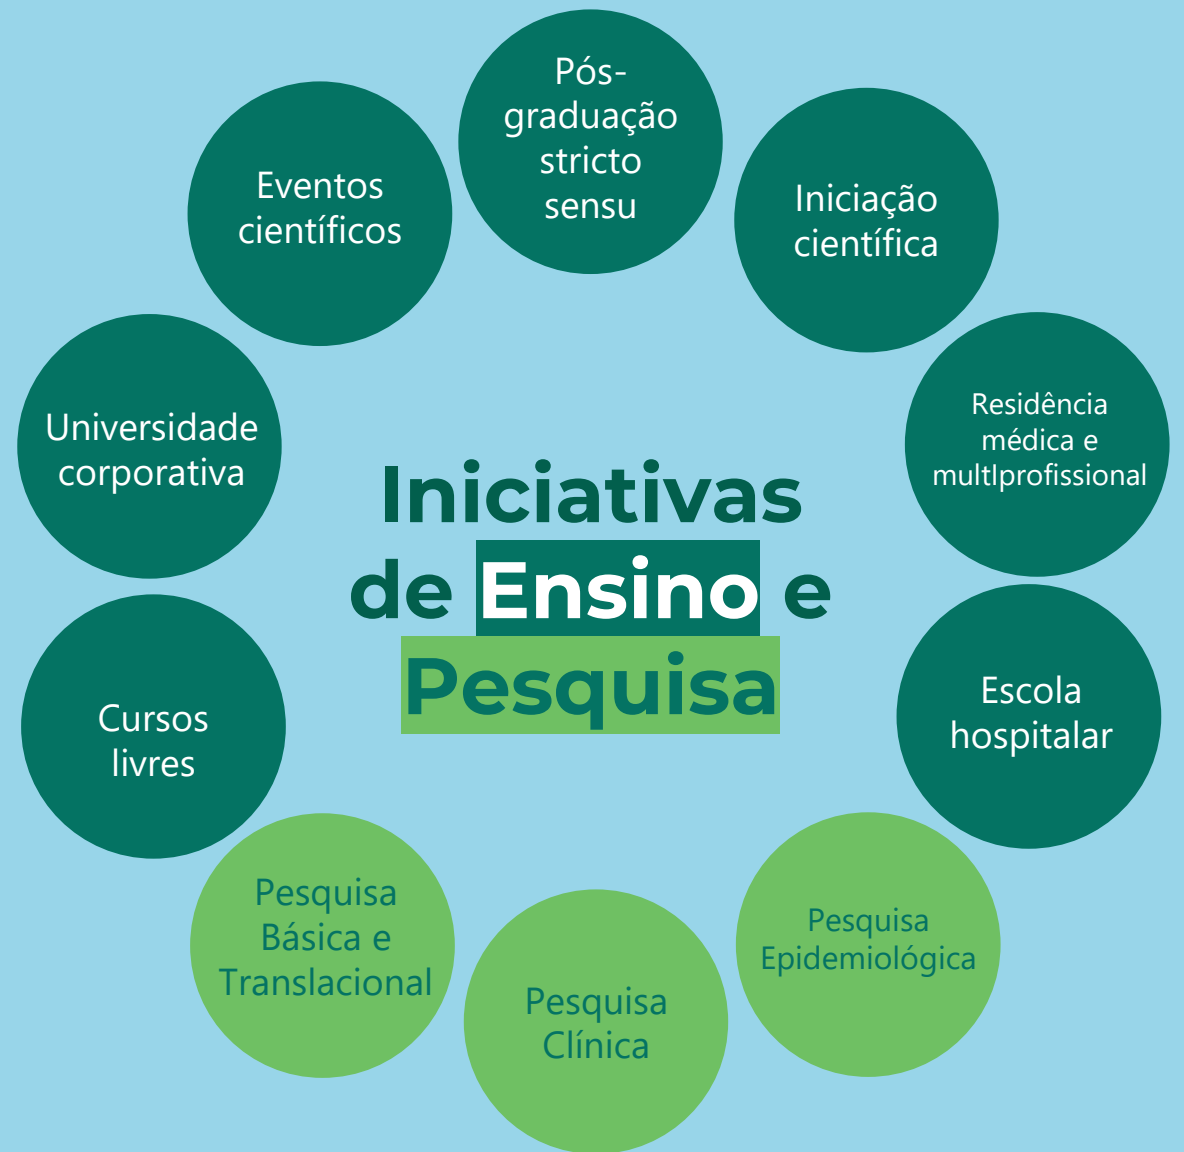 Pós-
graduação
stricto
sensu
Iniciação
científica
Residência
médica e
multIprofissional
Escola
hospitalar
Pesquisa
Epidemiológica
Pesquisa
Clínica
Pesquisa
Básica e
Translacional
Cursos
livres
Universidade
corporativa
Eventos
científicos
Iniciativas
de Ensino e
Pesquisa